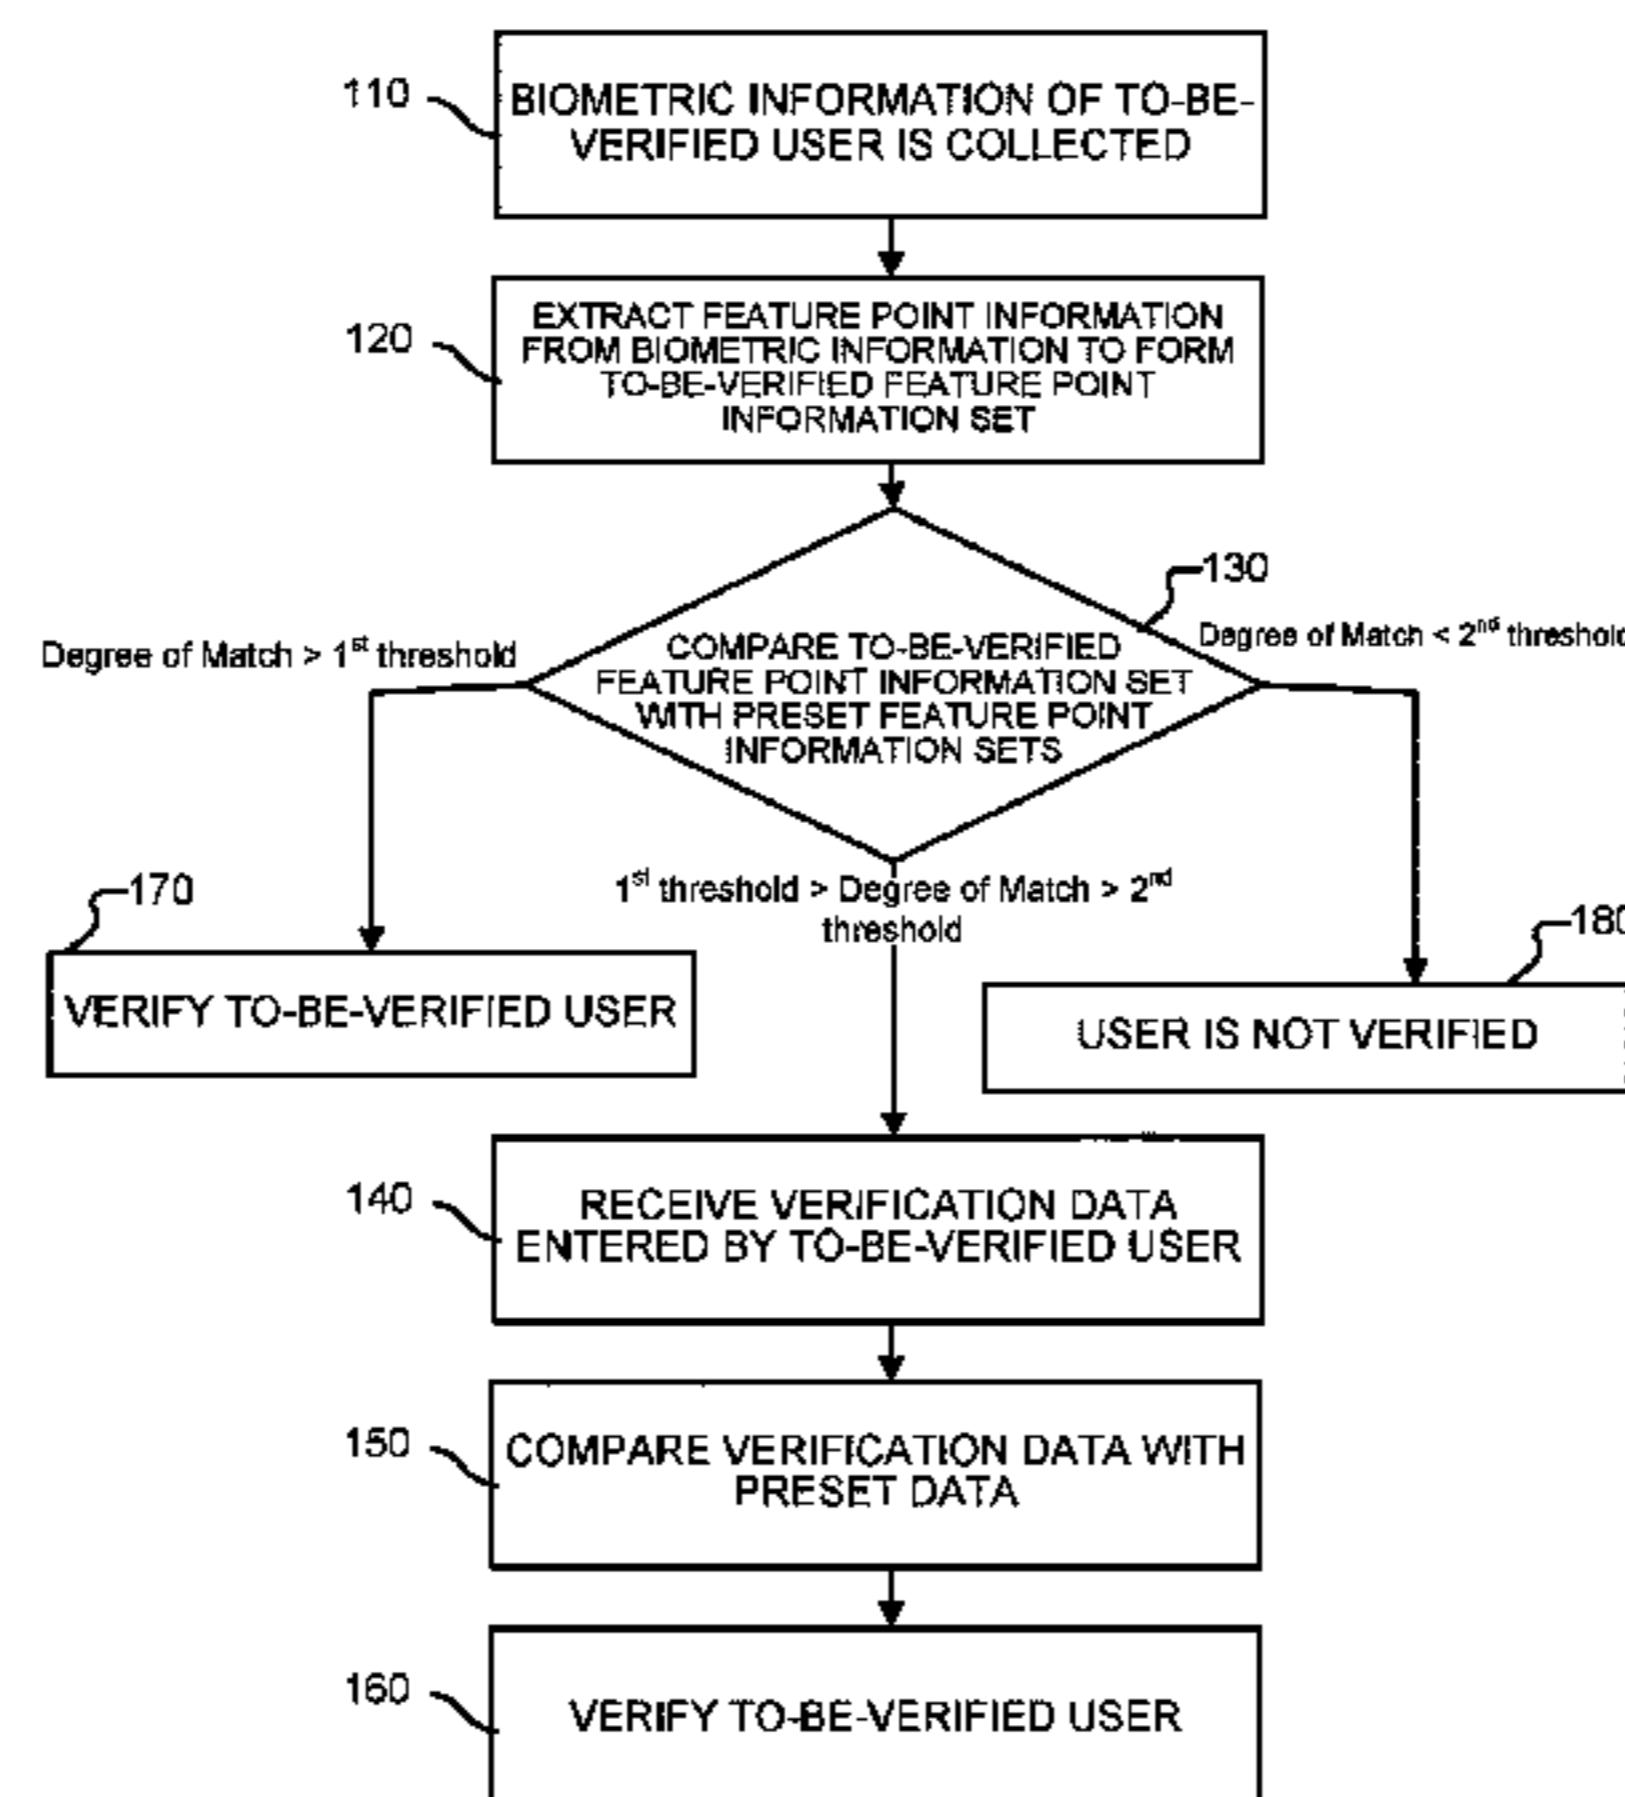 110
BIOMETRIC INFORMATION OF TO-BE-
VERIFIED USER IS COLLECTED
120
EXTRACT FEATURE POINT INFORMATION
FROM BIOMETRIC INFORMATION TO FORM
TO-BE-VERIFIED FEATURE POINT
INFORMATION SET
130
Degree of Match > 1st threshold
Degree of Match < 2nd threshold
COMPARE TO-BE-VERIFIED
FEATURE POINT INFORMATION SET
WITH PRESET FEATURE POINT
INFORMATION SETS
1st threshold > Degree of Match > 2nd
threshold
170
VERIFY TO-BE-VERIFIED USER
180
USER IS NOT VERIFIED
140
RECEIVE VERIFICATION DATA
ENTERED BY TO-BE-VERIFIED USER
150
COMPARE VERIFICATION DATA WITH
PRESET DATA
160
VERIFY TO-BE-VERIFIED USER